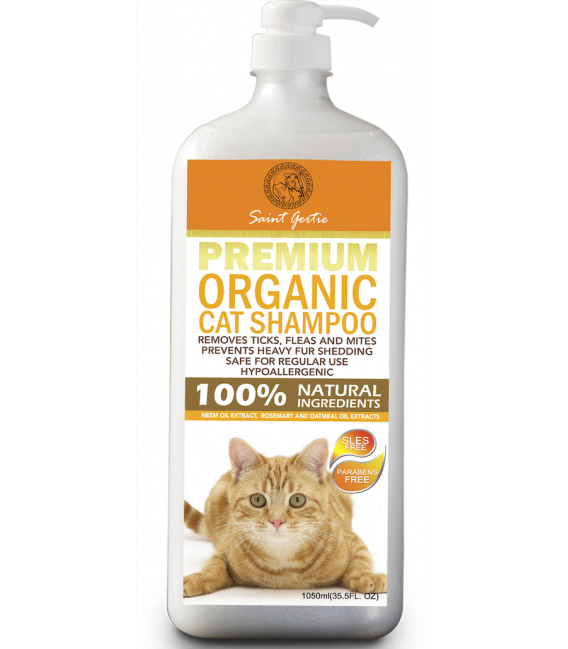 Saint Gertie
PREMIUM
ORGANIC
CAT SHAMPOO
REMOVES TICKS, FLEAS AND MITES
PREVENTS HEAVY FUR SHEDDING
SAFE FOR REGULAR USE
HYPOALLERGENIC
100% NATURAL
INGREDIENTS
NEEM OIL EXTRACT, ROSEMARY AND OATMEAL OIL EXTRACTS
SLES
FREE
PARABENS
FREE
1050ml(35.5FL. OZ)